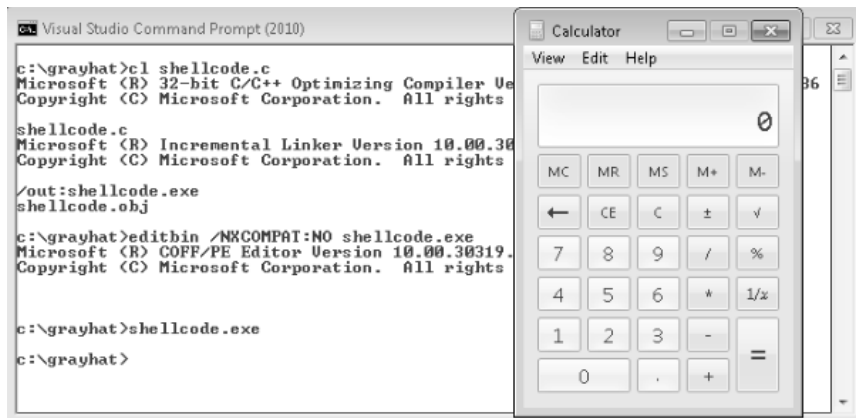 Visual Studio Command Prompt (2010)
c:\grayhat>cl shellcode.c
Microsoft (R) 32-bit C/C++ Optimizing Compiler Ve
86
Copyright (C) Microsoft Corporation.  All rights
shellcode.c
Microsoft (R) Incremental Linker Version 10.00.30
Copyright (C) Microsoft Corporation.  All rights
/out:shellcode.exe
shellcode.obj
c:\grayhat>editbin /NXCOMPAT:NO shellcode.exe
Microsoft (R) COFF/PE Editor Version 10.00.30319.
Copyright (C) Microsoft Corporation.  All rights
c:\grayhat>shellcode.exe
c:\grayhat>
Calculator
View Edit Help
0
MC MR MS M+ M-
← CE C ± √
7 8 9 / %
4 5 6 * 1/x
1 2 3 - =
0 . +